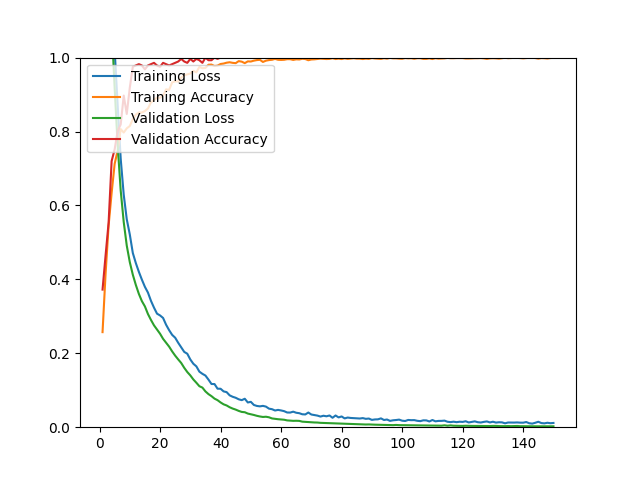 1.0
0.8
0.6
0.4
0.2
0.0
Training Loss
Training Accuracy
Validation Loss
Validation Accuracy
0 20 40 60 80 100 120 140